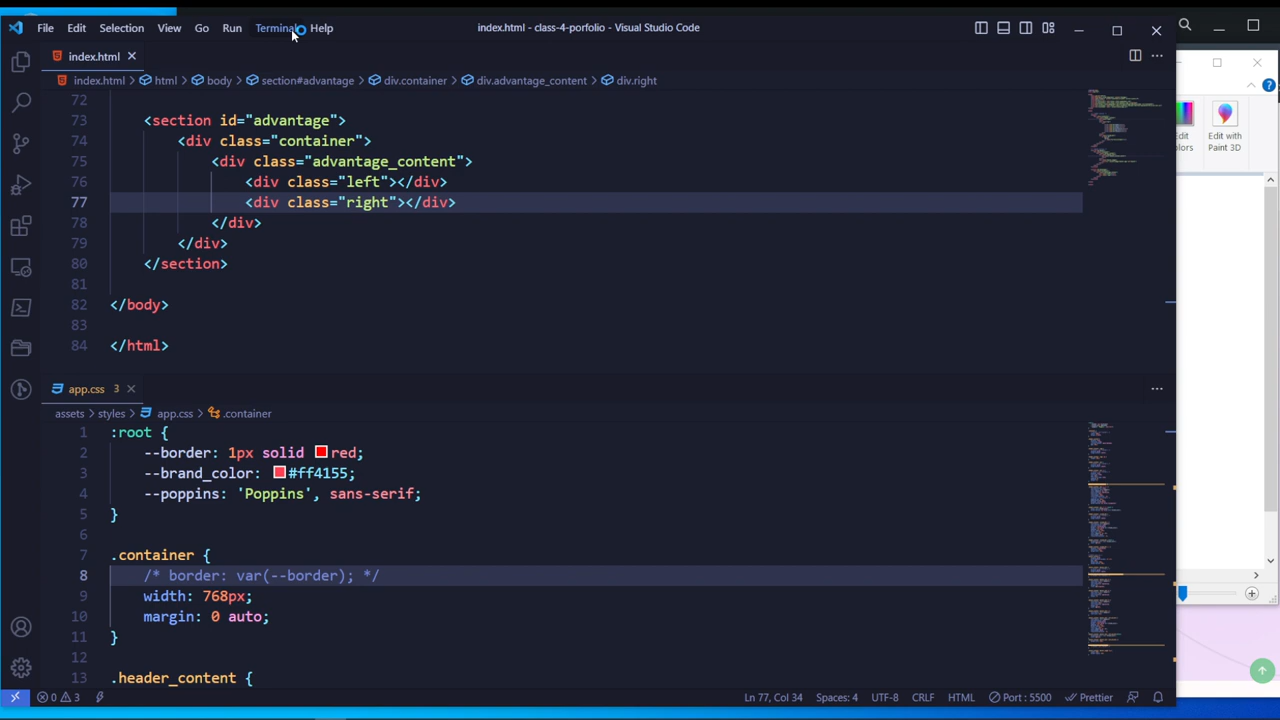 File Edit Selection View Go Run Terminal Help
index.html - class-4-porfolio - Visual Studio Code
index.html
index.html > html > body > section#advantage > div.container > div.advantage_content > div.right
72
73 <section id="advantage">
74 <div class="container">
75 <div class="advantage_content">
76 <div class="left"></div>
77 <div class="right"></div>
78 </div>
79 </div>
80 </section>
81
82 </body>
83
84 </html>
app.css 3
assets > styles > app.css > .container
1 :root {
2 --border: 1px solid red;
3 --brand_color: #ff4155;
4 --poppins: 'Poppins', sans-serif;
5 }
6
7 .container {
8 /* border: var(--border); */
9 width: 768px;
10 margin: 0 auto;
11 }
12
13 .header_content {
0 3
Ln 77, Col 34 Spaces: 4 UTF-8 CRLF HTML Port : 5500 Prettier
Edit with
Paint 3D